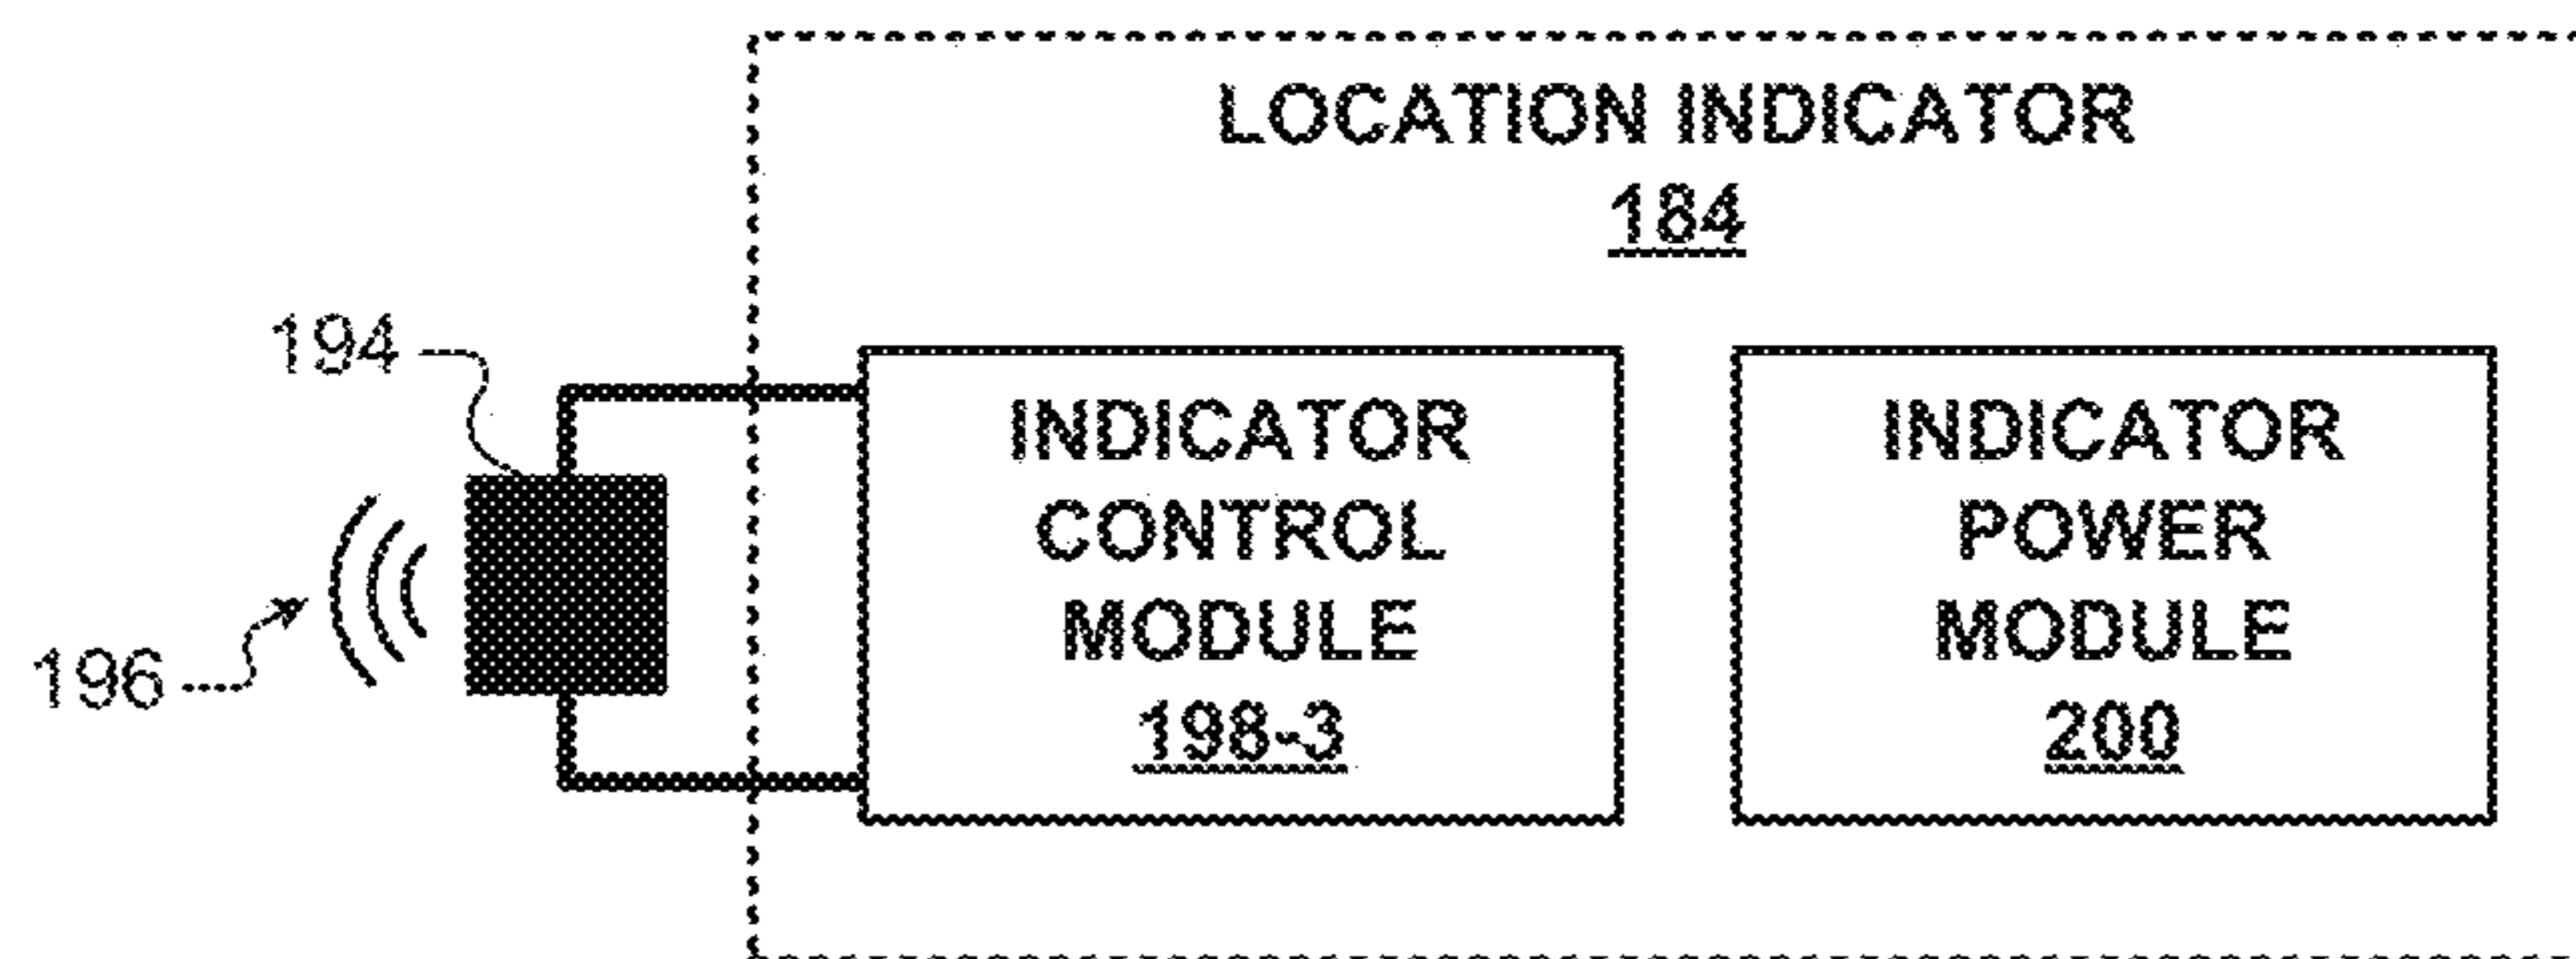 LOCATION INDICATOR
184
194
196
INDICATOR
CONTROL
MODULE
198-3
INDICATOR
POWER
MODULE
200